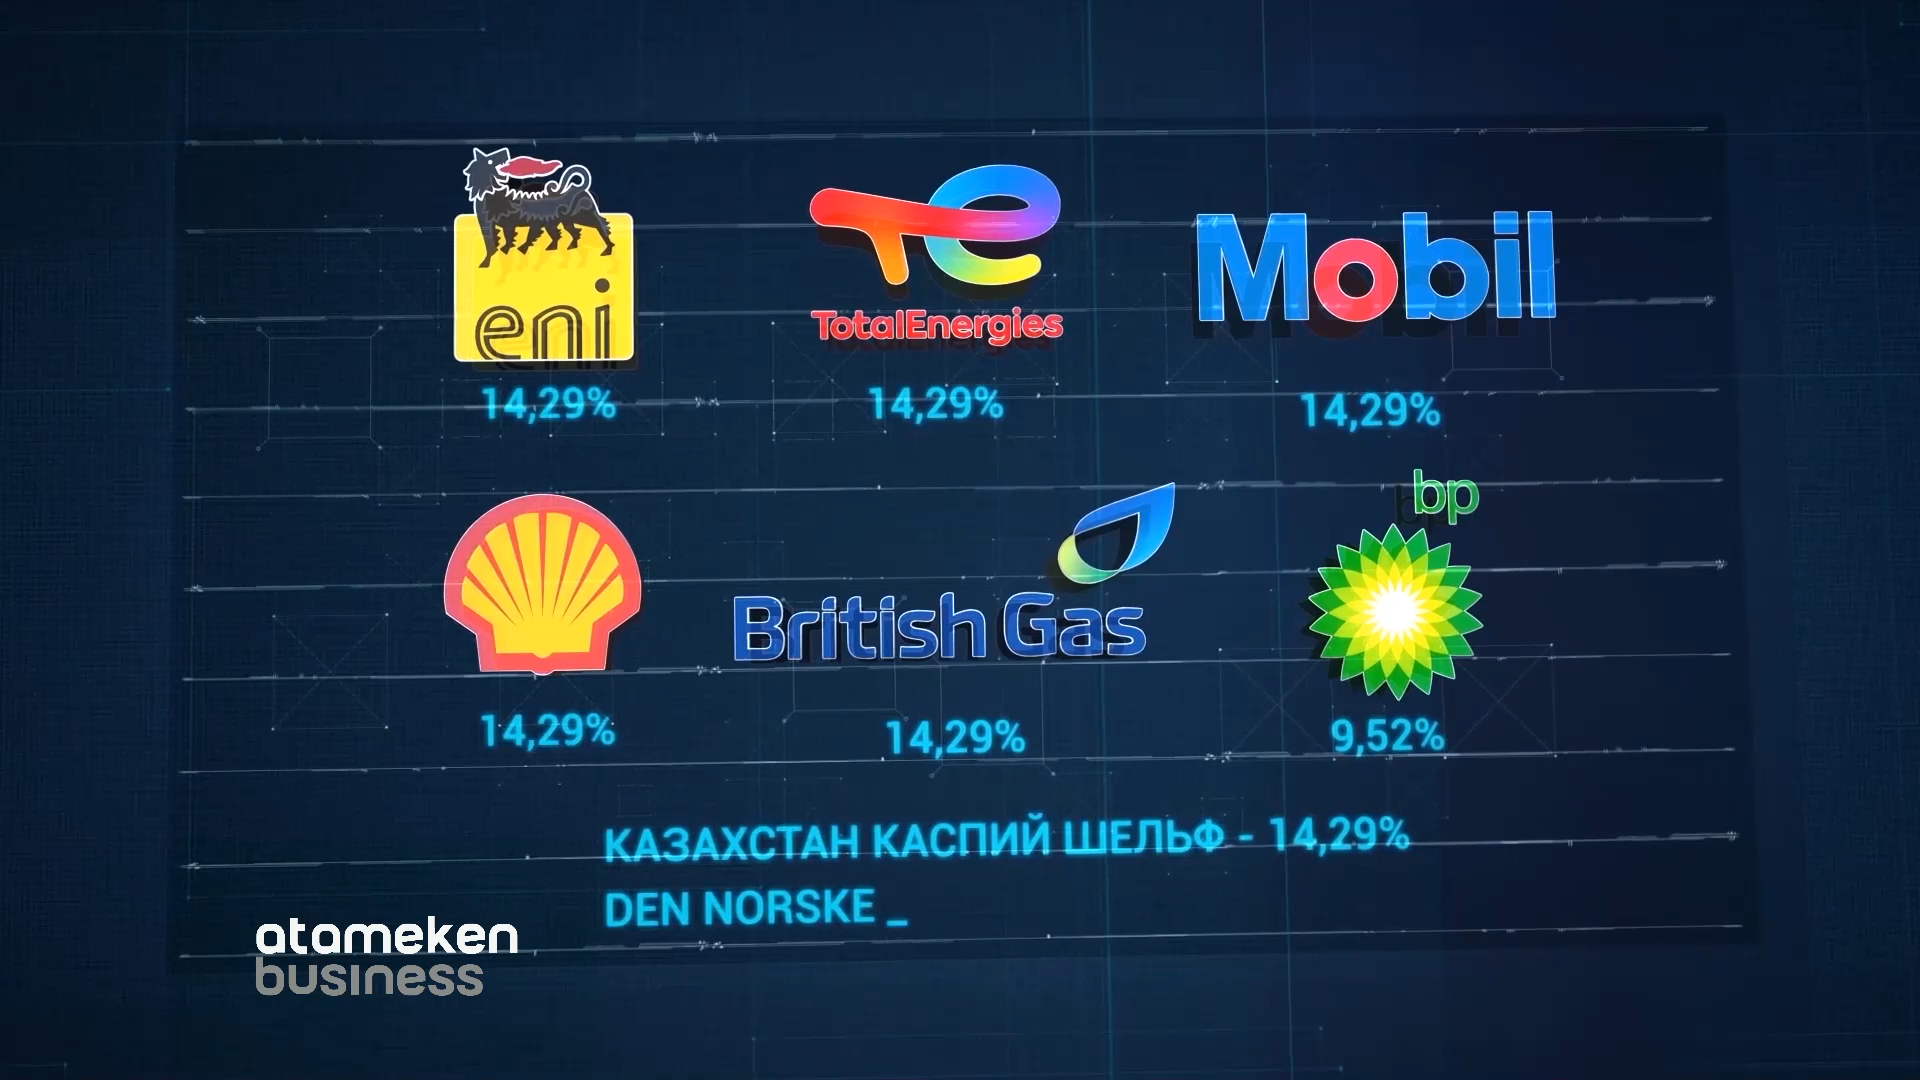 eni
TotalEnergies
Mobil
14,29%
14,29%
14,29%
bp
British Gas
14,29%
14,29%
9,52%
КАЗАХСТАН КАСПИЙ ШЕЛЬФ - 14,29%
DEN NORSKE _
atameken
business